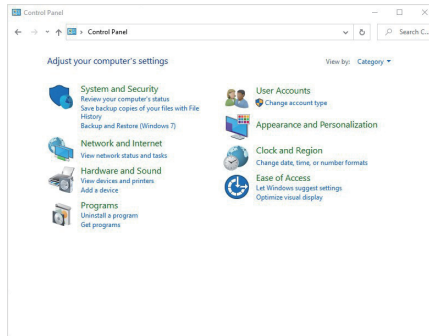 Control Panel
Control Panel
Search C...
Adjust your computer's settings
View by: Category
System and Security
Review your computer's status
Save backup copies of your files with File
History
Backup and Restore (Windows 7)
Network and Internet
View network status and tasks
Hardware and Sound
View devices and printers
Add a device
Programs
Uninstall a program
Get programs
User Accounts
Change account type
Appearance and Personalization
Clock and Region
Change date, time, or number formats
Ease of Access
Let Windows suggest settings
Optimize visual display